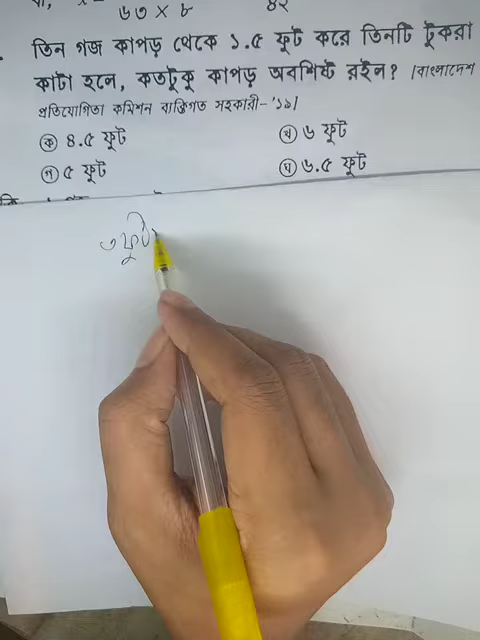 ৬৩ × ৮
৪২
তিন গজ কাপড় থেকে ১.৫ ফুট করে তিনটি টুকরা
কাটা হলে, কতটুকু কাপড় অবশিষ্ট রইল? [বাংলাদেশ
প্রতিযোগিতা কমিশন ব্যক্তিগত সহকারী-'১৯]
ক ৪.৫ ফুট
খ ৬ ফুট
গ ৫ ফুট
ঘ ৬.৫ ফুট
৩ ফুট